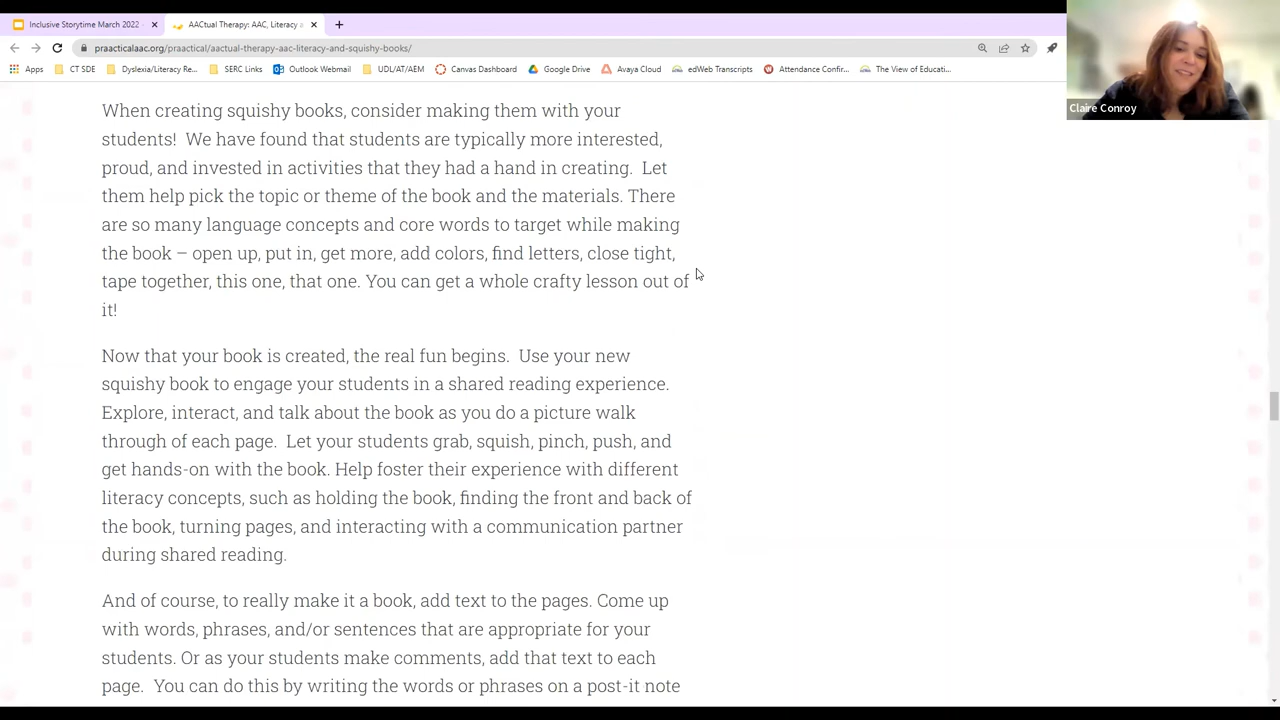 Inclusive Storytime March 2022
AACtual Therapy: AAC, Literacy a
praacticalaac.org/praactical/aactual-therapy-aac-literacy-and-squishy-books/
Apps CT SDE Dyslexia/Literacy Re... SERC Links Outlook Webmail UDL/AT/AEM Canvas Dashboard Google Drive Avaya Cloud edWeb Transcripts Attendance Confir... The View of Educati...
Claire Conroy
When creating squishy books, consider making them with your
students! We have found that students are typically more interested,
proud, and invested in activities that they had a hand in creating. Let
them help pick the topic or theme of the book and the materials. There
are so many language concepts and core words to target while making
the book – open up, put in, get more, add colors, find letters, close tight,
tape together, this one, that one. You can get a whole crafty lesson out of
it!
Now that your book is created, the real fun begins. Use your new
squishy book to engage your students in a shared reading experience.
Explore, interact, and talk about the book as you do a picture walk
through of each page. Let your students grab, squish, pinch, push, and
get hands-on with the book. Help foster their experience with different
literacy concepts, such as holding the book, finding the front and back of
the book, turning pages, and interacting with a communication partner
during shared reading.
And of course, to really make it a book, add text to the pages. Come up
with words, phrases, and/or sentences that are appropriate for your
students. Or as your students make comments, add that text to each
page. You can do this by writing the words or phrases on a post-it note